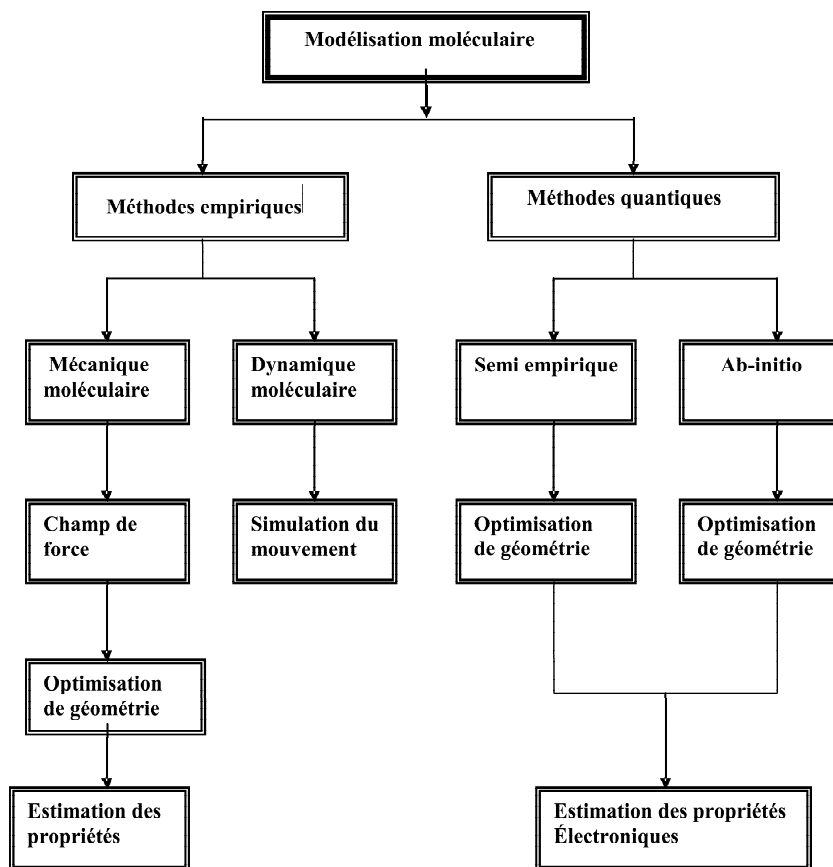 Modélisation moléculaire
Méthodes empiriques
Méthodes quantiques
Mécanique
moléculaire
Dynamique
moléculaire
Semi empirique
Ab-initio
Champ de
force
Simulation du
mouvement
Optimisation
de géométrie
Optimisation
de géométrie
Optimisation
de géométrie
Estimation des
propriétés
Estimation des propriétés
Électroniques